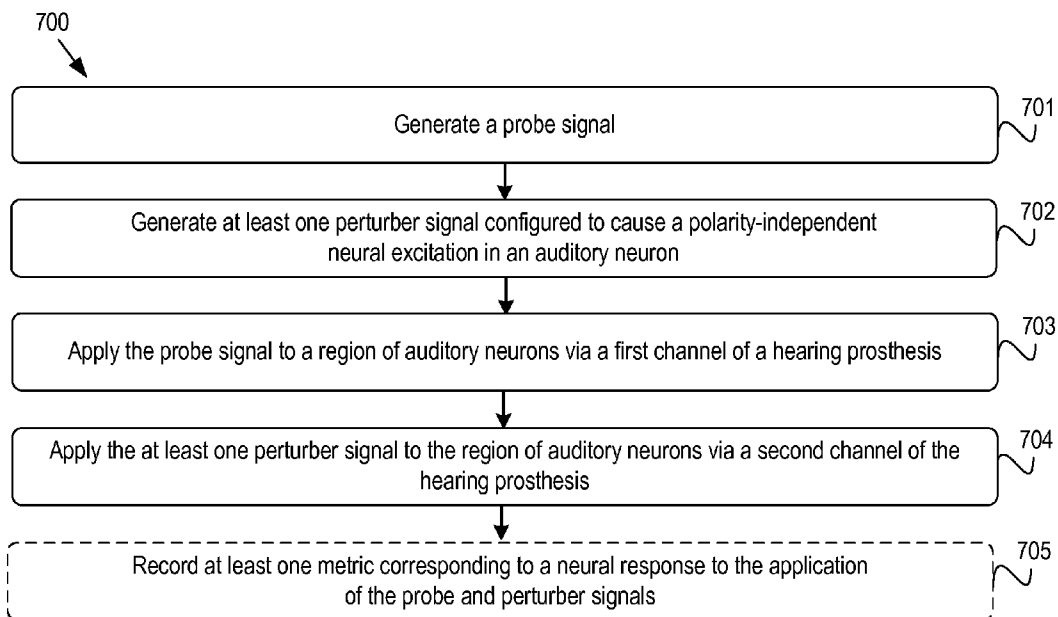 700
Generate a probe signal
701
Generate at least one perturber signal configured to cause a polarity-independent
neural excitation in an auditory neuron
702
Apply the probe signal to a region of auditory neurons via a first channel of a hearing prosthesis
703
Apply the at least one perturber signal to the region of auditory neurons via a second channel of the
hearing prosthesis
704
Record at least one metric corresponding to a neural response to the application
of the probe and perturber signals
705